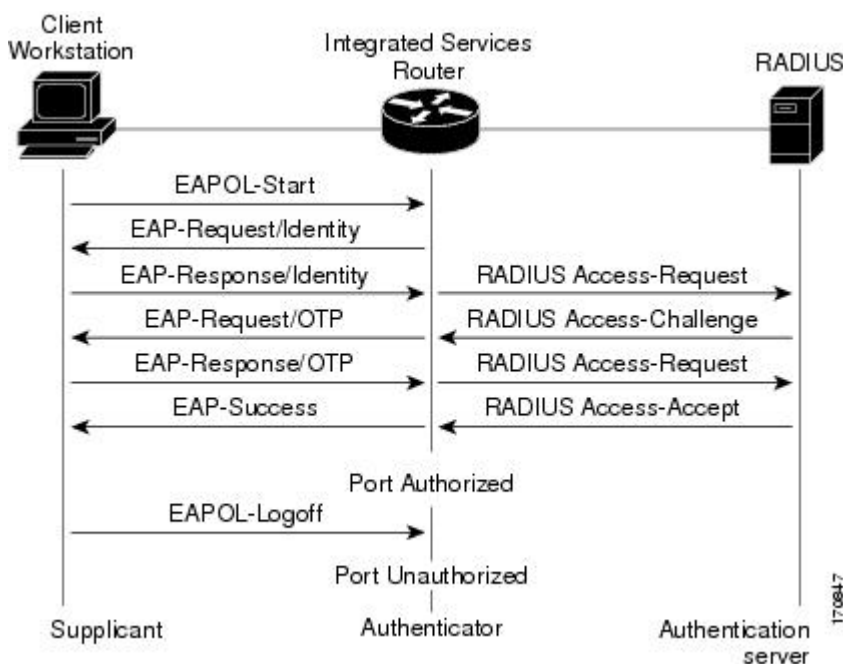 Client
Workstation
Integrated Services
Router
RADIUS
EAPOL-Start
EAP-Request/Identity
EAP-Response/Identity
RADIUS Access-Request
EAP-Request/OTP
RADIUS Access-Challenge
EAP-Response/OTP
RADIUS Access-Request
EAP-Success
RADIUS Access-Accept
Port Authorized
EAPOL-Logoff
Port Unauthorized
Supplicant
Authenticator
Authentication
server
170847